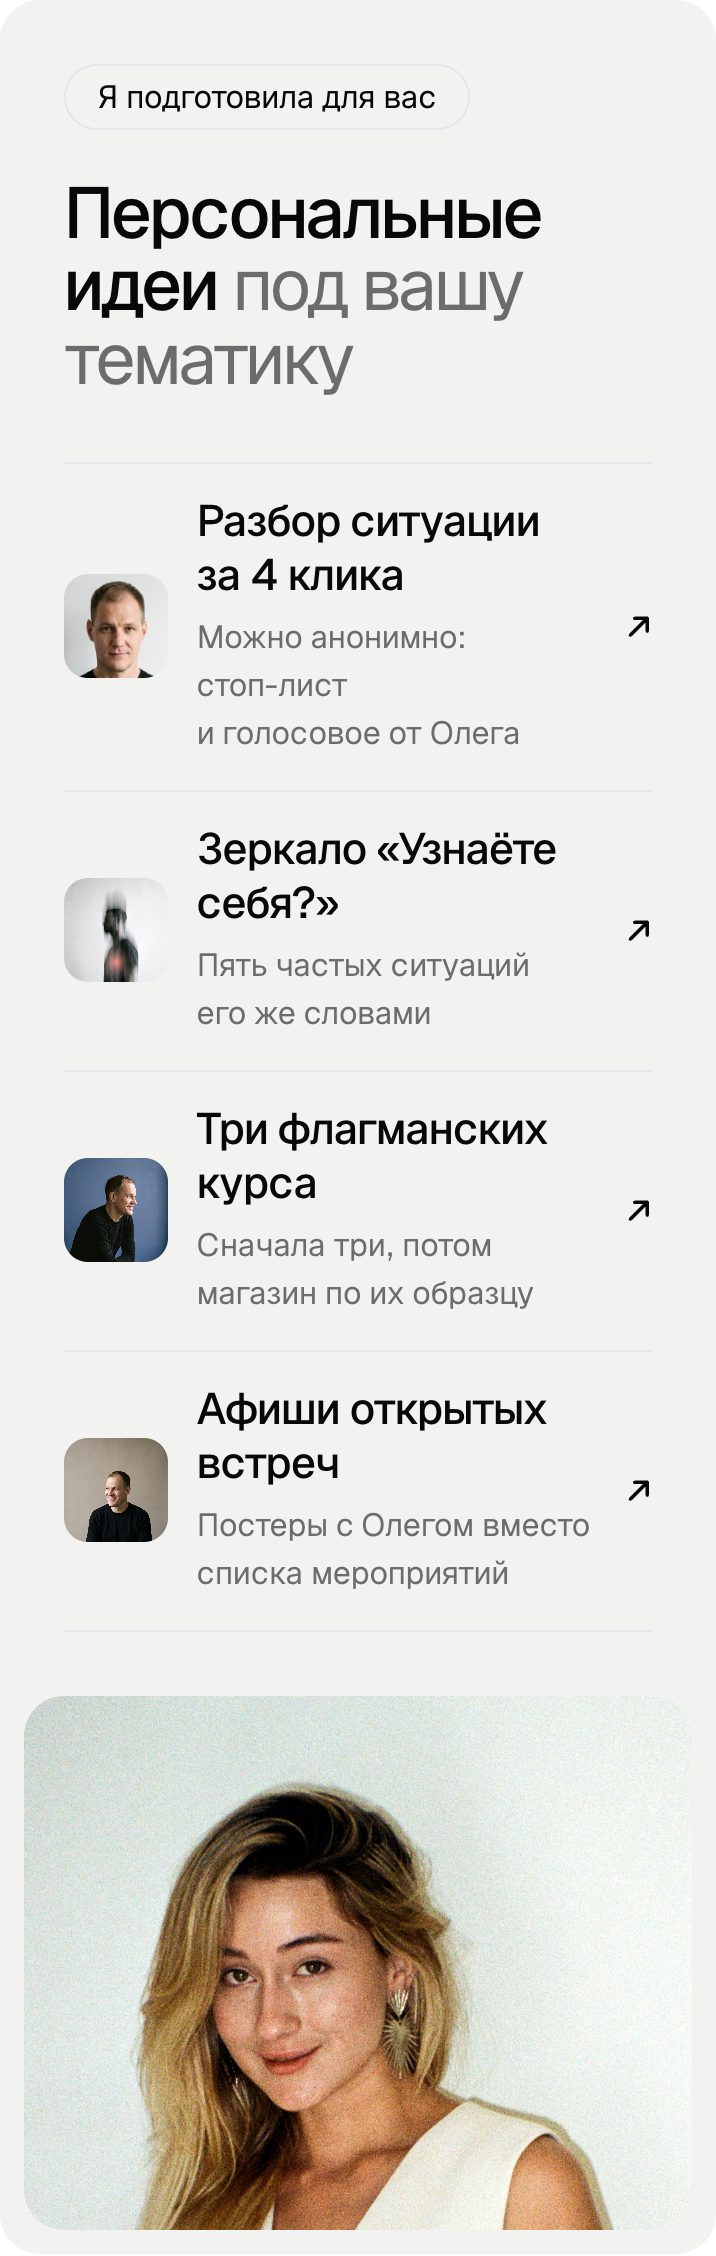 Я подготовила для вас
Персональные
идеи под вашу
тематику
Разбор ситуации
за 4 клика
Можно анонимно:
стоп-лист
и голосовое от Олега
Зеркало «Узнаёте
себя?»
Пять частых ситуаций
его же словами
Три флагманских
курса
Сначала три, потом
магазин по их образцу
Афиши открытых
встреч
Постеры с Олегом вместо
списка мероприятий